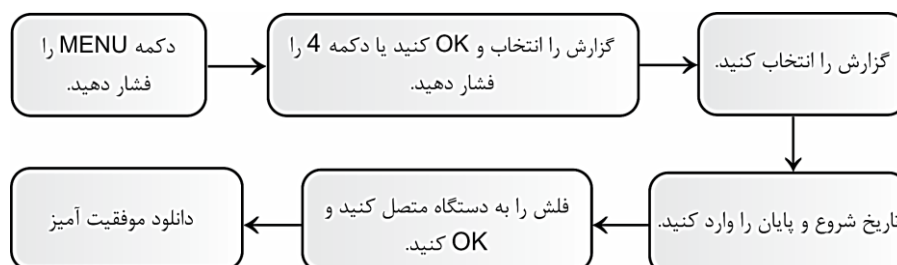 دکمه MENU را
فشار دهید.
گزارش را انتخاب و OK کنید یا دکمه 4 را
فشار دهید.
گزارش را انتخاب کنید.
تاریخ شروع و پایان را وارد کنید.
فلش را به دستگاه متصل کنید و
OK کنید.
دانلود موفقیت آمیز